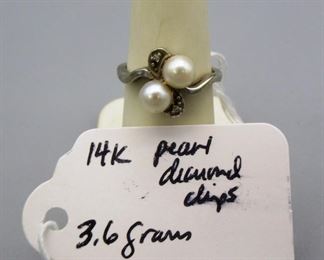 14K pearl
diamond
chips
3.6 grams